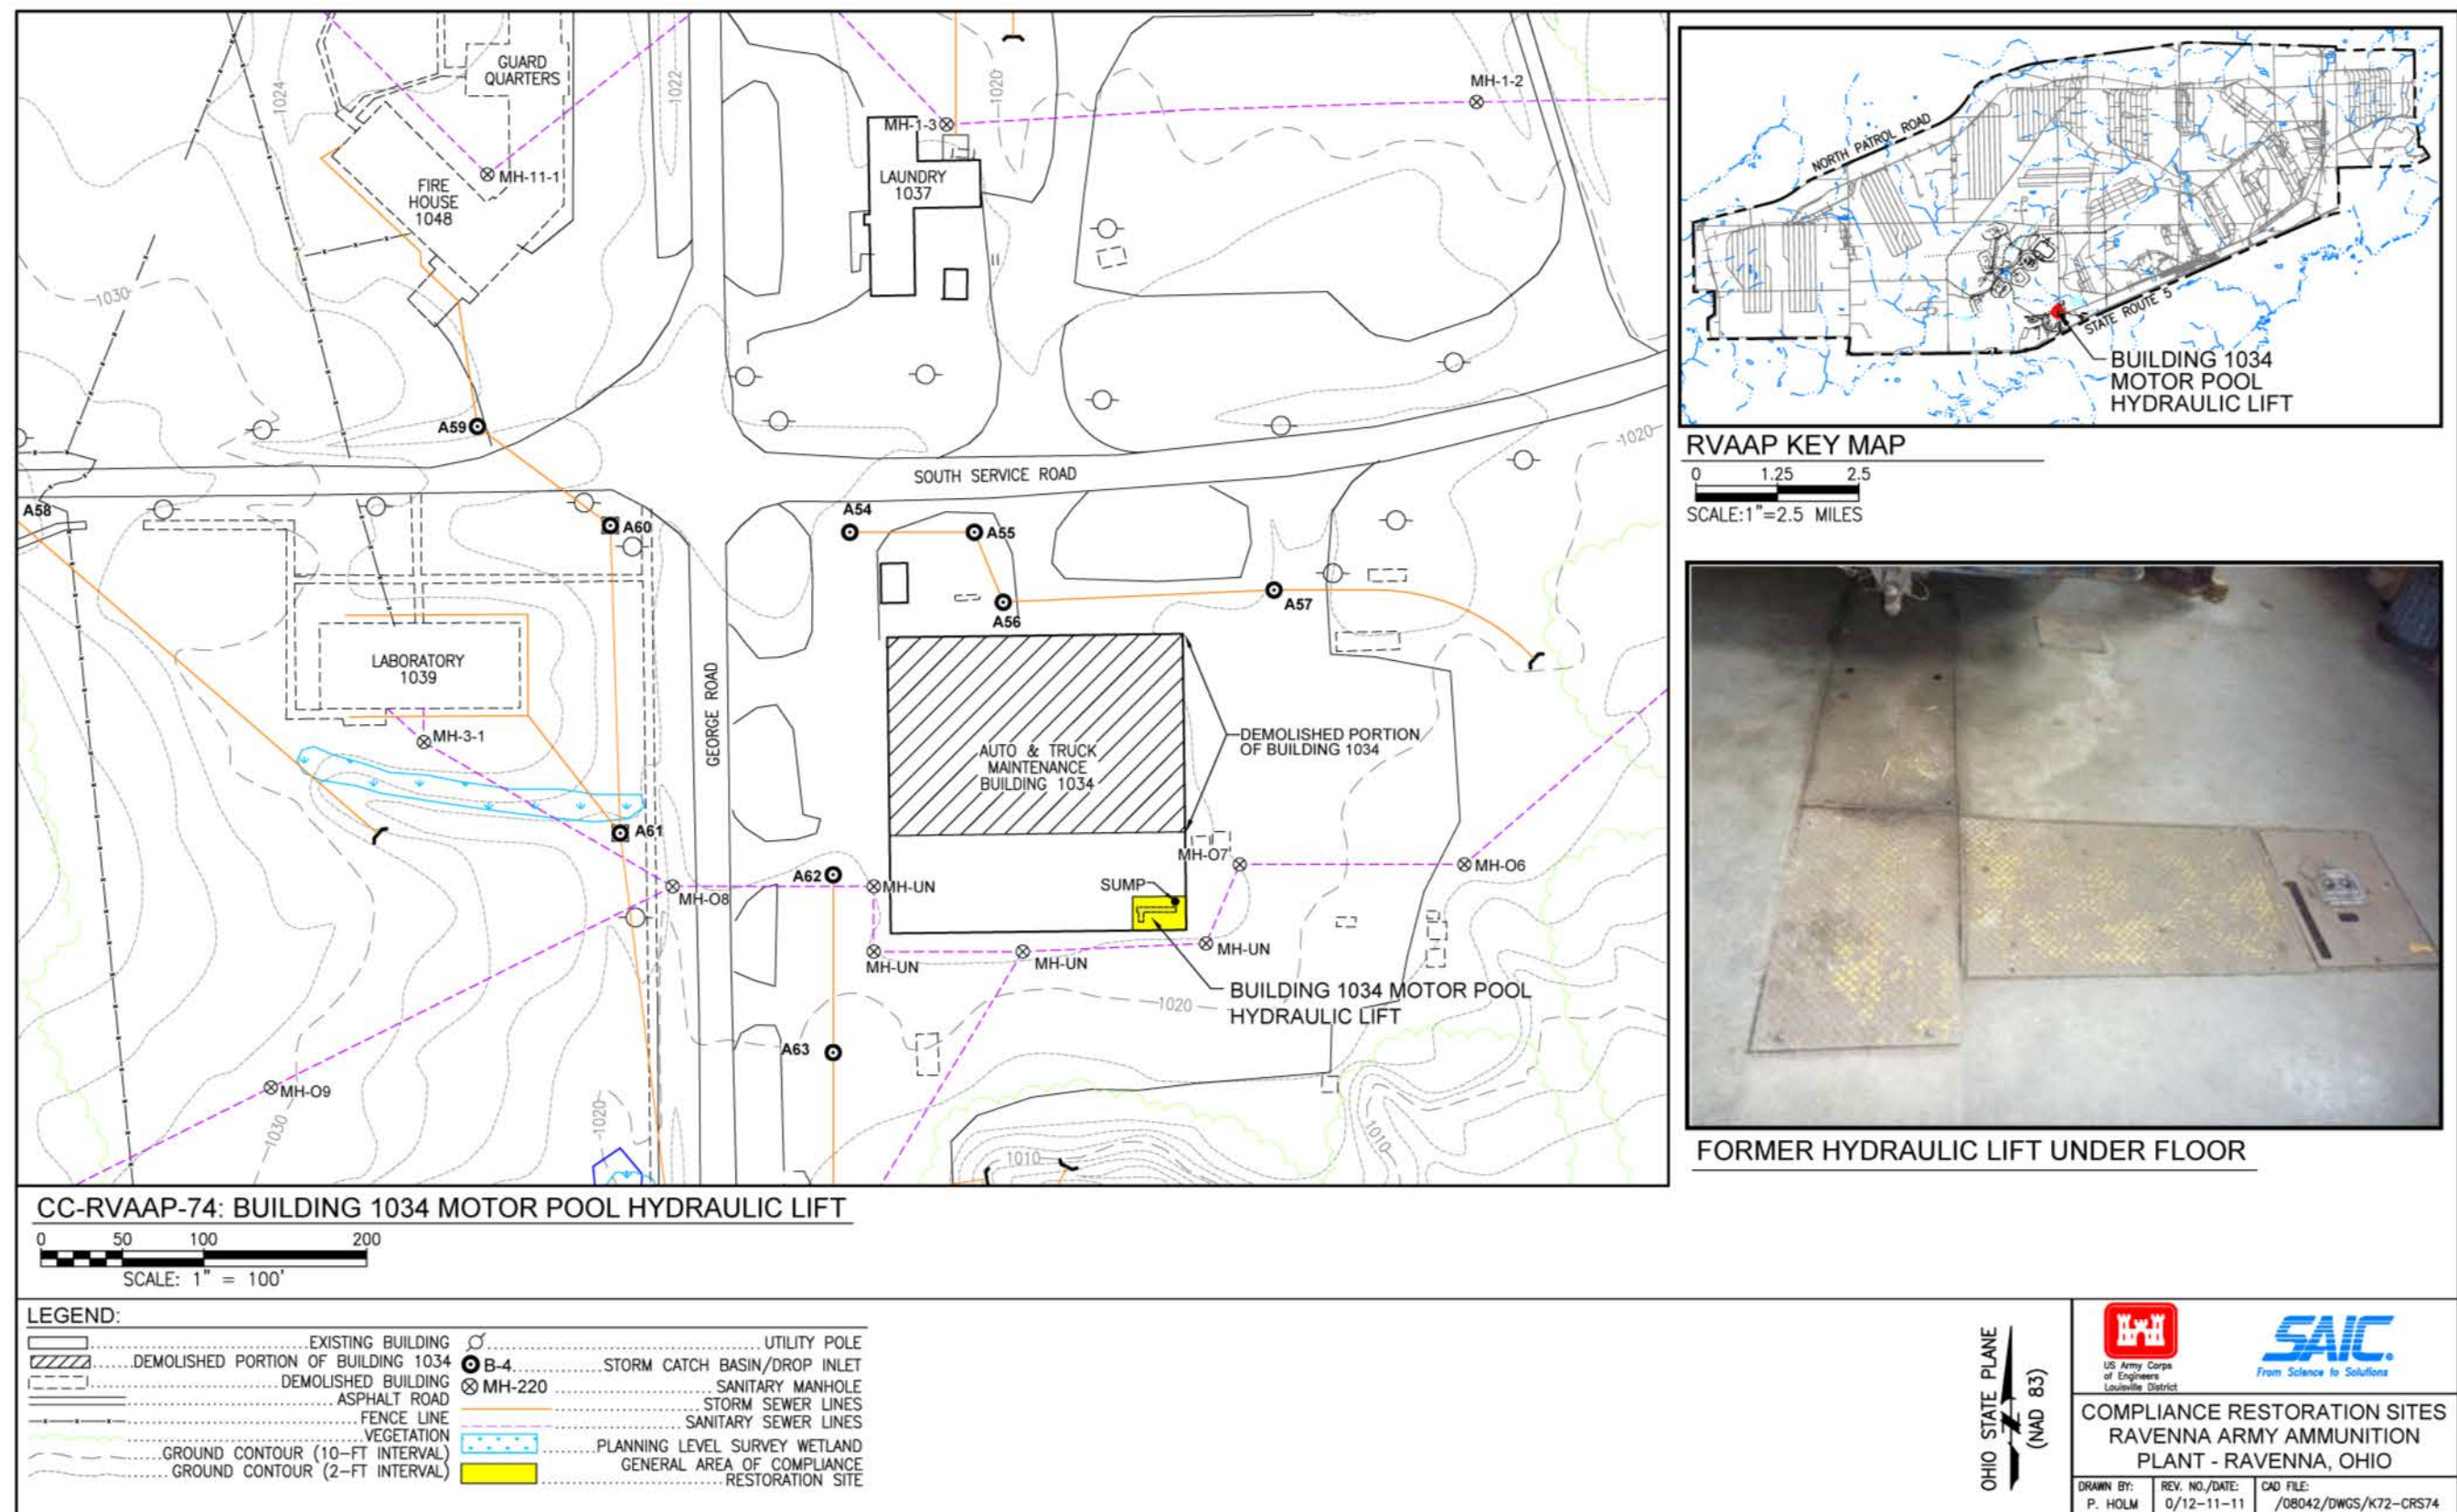 GUARD
QUARTERS
1024
1022
1020
MH-1-2
MH-1-3
MH-11-1
FIRE
HOUSE
1048
LAUNDRY
1037
1030
A59
SOUTH SERVICE ROAD
1020
A58
A60
A54
A55
A56
A57
LABORATORY
1039
GEORGE ROAD
MH-3-1
AUTO & TRUCK
MAINTENANCE
BUILDING 1034
DEMOLISHED PORTION
OF BUILDING 1034
A61
A62
MH-UN
MH-O7
MH-O6
SUMP
MH-O8
MH-UN
MH-UN
MH-UN
BUILDING 1034 MOTOR POOL
HYDRAULIC LIFT
1020
A63
MH-O9
1030
1020
1010
1010
NORTH PATROL ROAD
STATE ROUTE 5
BUILDING 1034
MOTOR POOL
HYDRAULIC LIFT
RVAAP KEY MAP
0 1.25 2.5
SCALE:1"=2.5 MILES
FORMER HYDRAULIC LIFT UNDER FLOOR
CC-RVAAP-74: BUILDING 1034 MOTOR POOL HYDRAULIC LIFT
0 50 100 200
SCALE: 1" = 100'
LEGEND:
EXISTING BUILDING
DEMOLISHED PORTION OF BUILDING 1034
DEMOLISHED BUILDING
ASPHALT ROAD
FENCE LINE
VEGETATION
GROUND CONTOUR (10-FT INTERVAL)
GROUND CONTOUR (2-FT INTERVAL)
UTILITY POLE
B-4 STORM CATCH BASIN/DROP INLET
MH-220 SANITARY MANHOLE
STORM SEWER LINES
SANITARY SEWER LINES
PLANNING LEVEL SURVEY WETLAND
GENERAL AREA OF COMPLIANCE
RESTORATION SITE
OHIO STATE PLANE
(NAD 83)
US Army Corps
of Engineers
Louisville District
SAIC
From Science to Solutions
COMPLIANCE RESTORATION SITES
RAVENNA ARMY AMMUNITION
PLANT - RAVENNA, OHIO
DRAWN BY:
P. HOLM
REV. NO./DATE:
0/12-11-11
CAD FILE:
/08042/DWGS/K72-CRS74